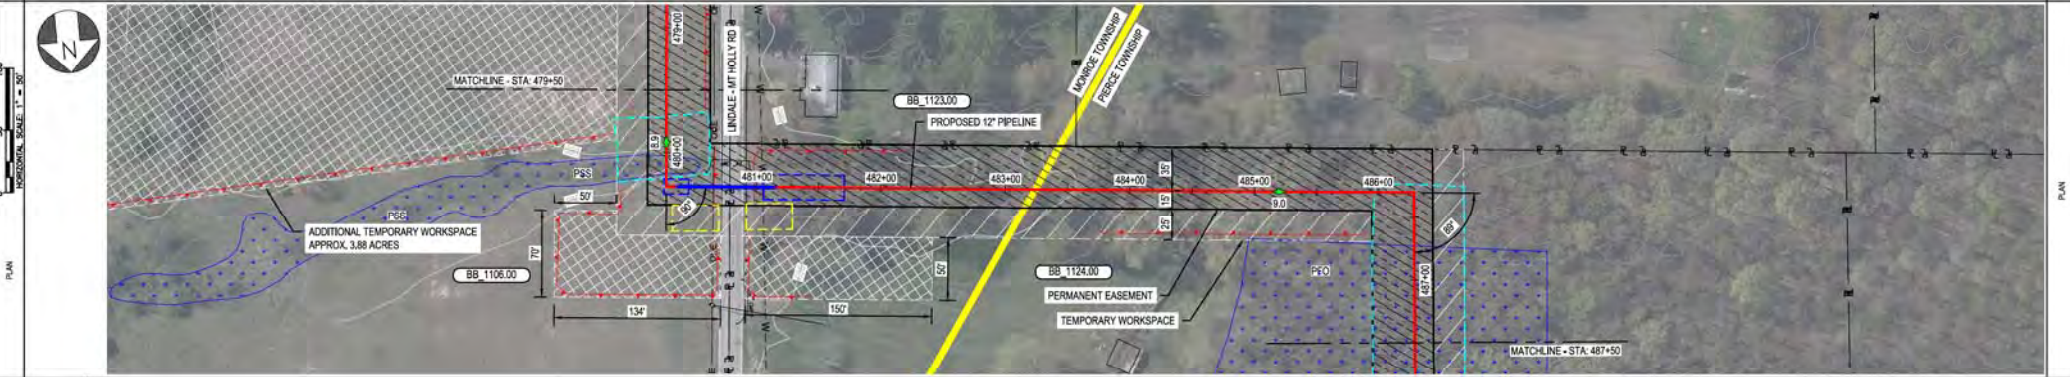 N
HORIZONTAL SCALE: 1" = 50'
PLAN
479+00
LINDALE - MT HOLLY RD
MONROE TOWNSHIP
PIERCE TOWNSHIP
MATCHLINE - STA: 479+50
BB_1123.00
PROPOSED 12" PIPELINE
8.9
480+00
PSS
PSS
481+00
482+00
483+00
484+00
485+00
486+00
35'
15'
25'
9.0
50'
90°
89°
ADDITIONAL TEMPORARY WORKSPACE
APPROX. 3.88 ACRES
70'
BB_1106.00
50'
BB_1124.00
PFO
487+00
PERMANENT EASEMENT
TEMPORARY WORKSPACE
134'
150'
MATCHLINE - STA: 487+50
PLAN